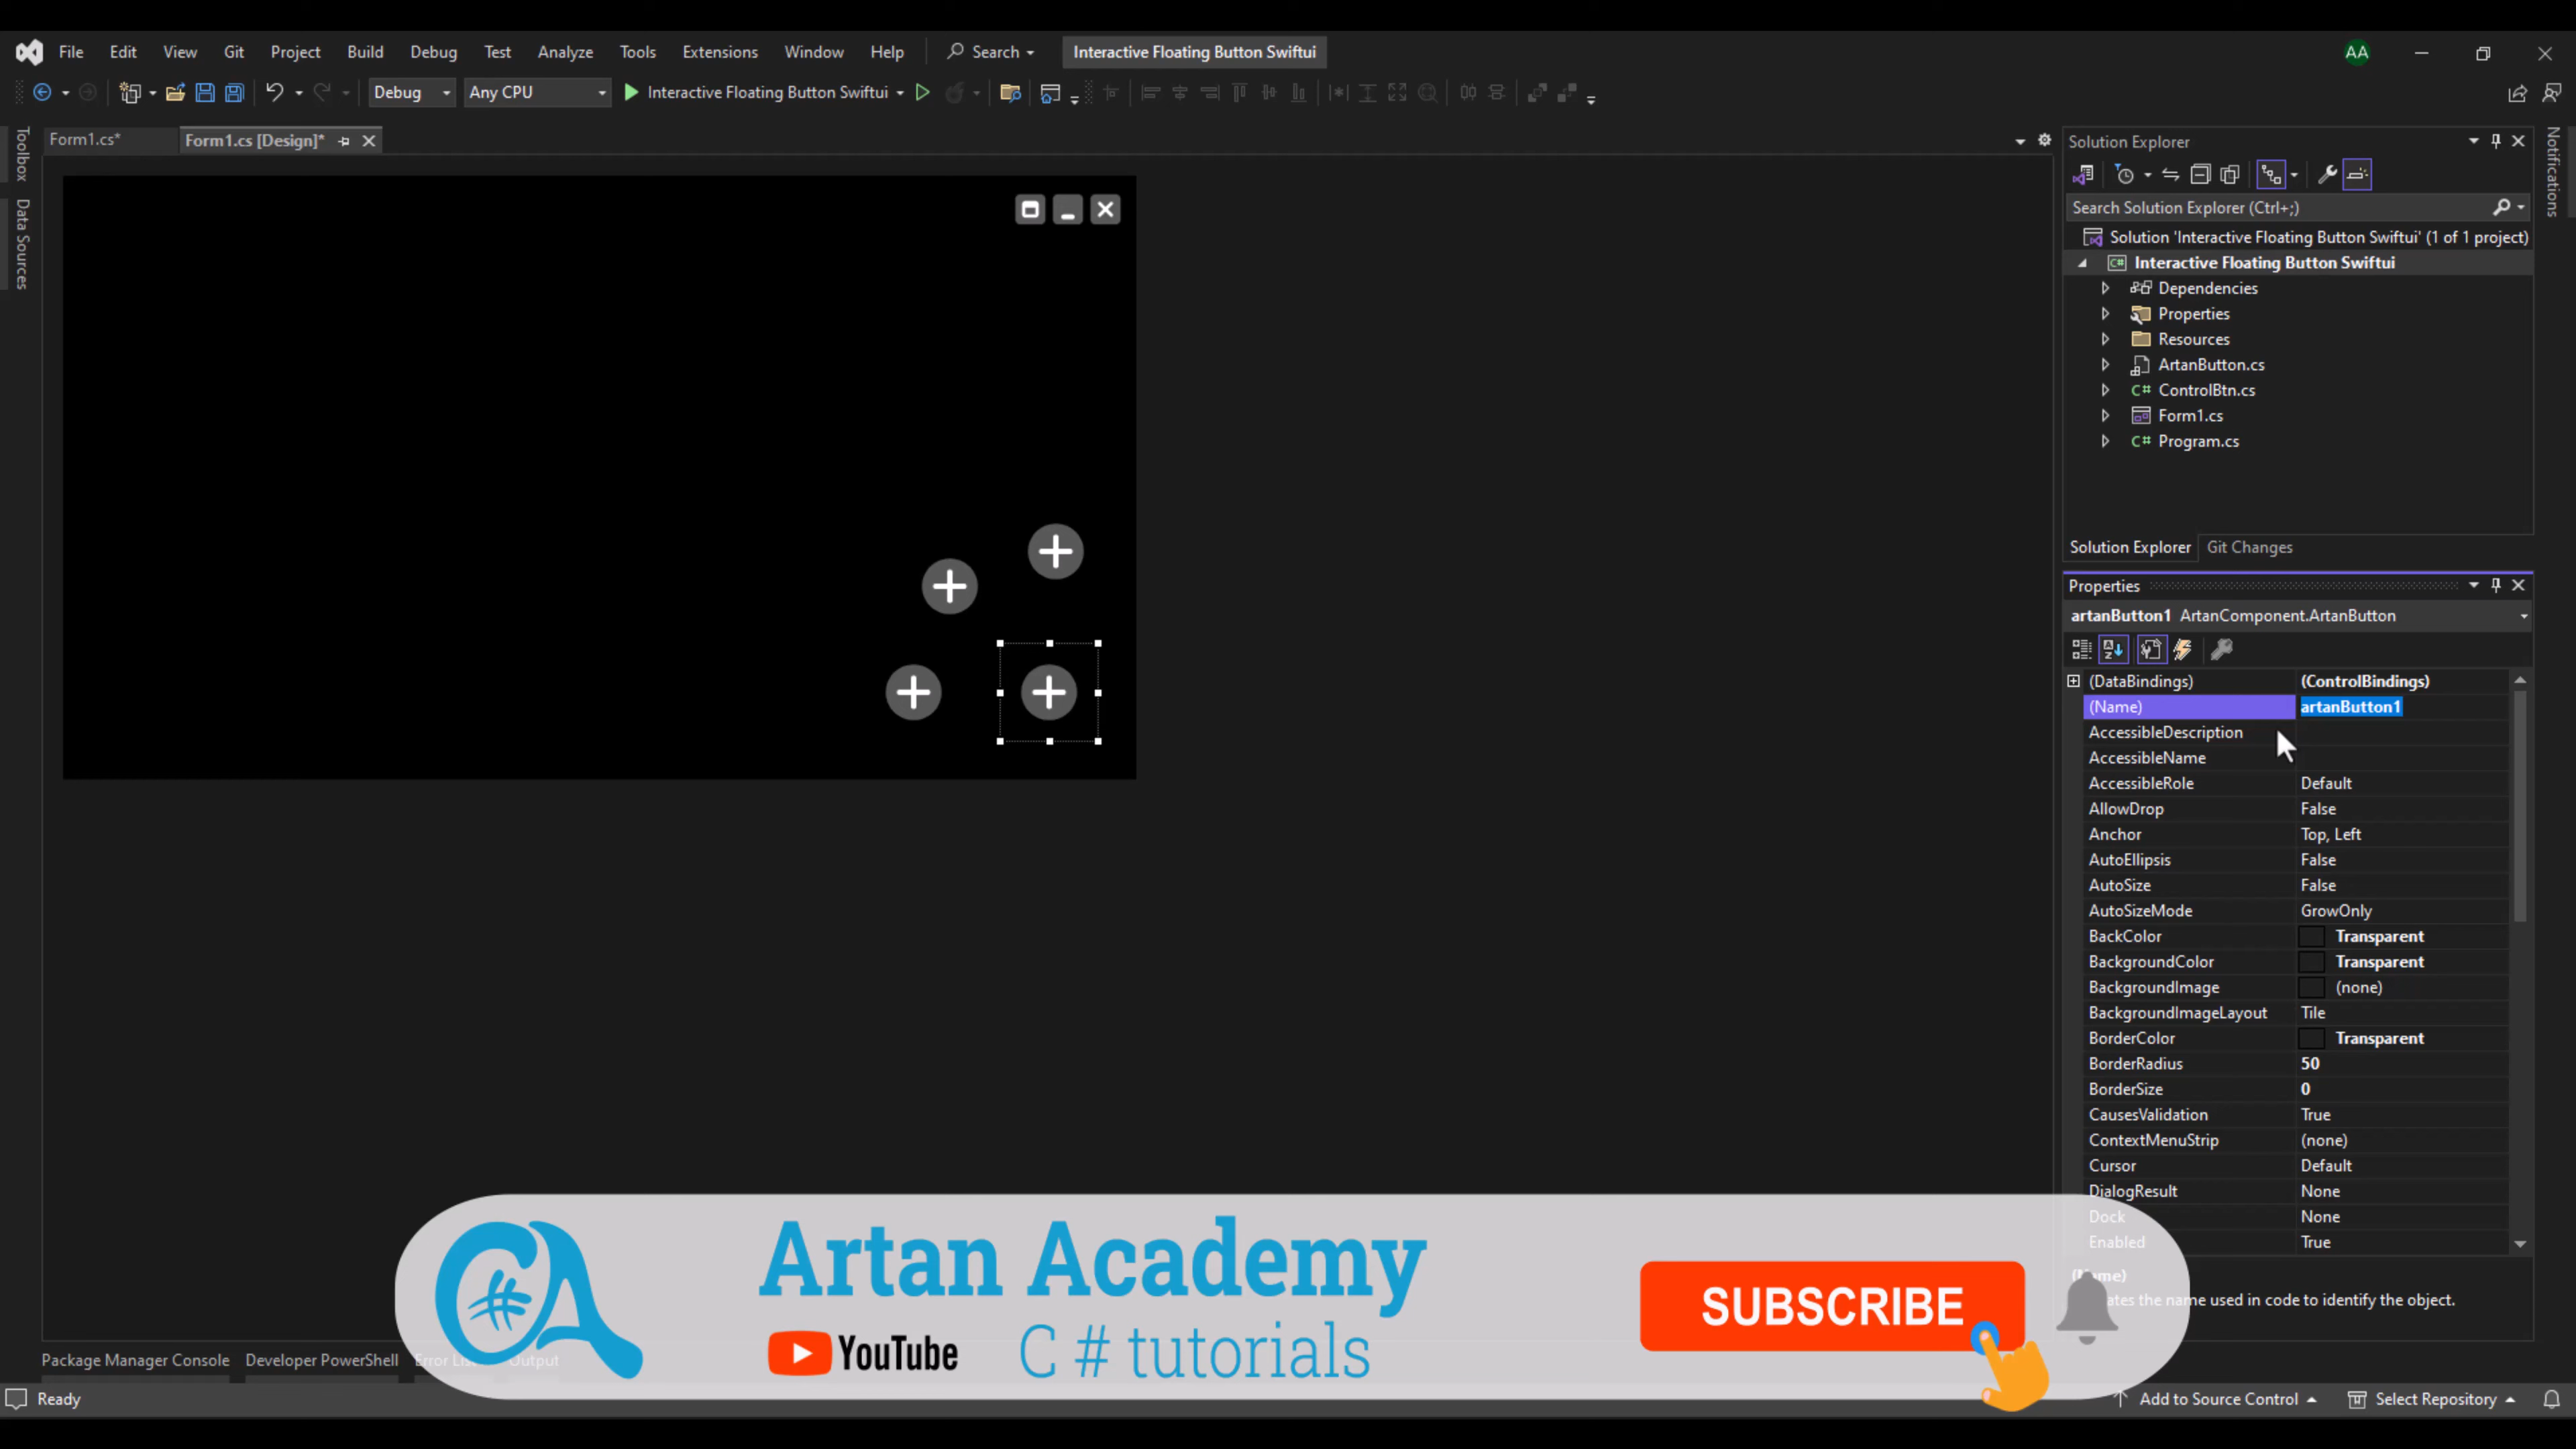 File Edit View Git Project Build Debug Test Analyze Tools Extensions Window Help Search Interactive Floating Button Swiftui AA
Debug Any CPU Interactive Floating Button Swiftui
Form1.cs* Form1.cs [Design]*
Toolbox
Data Sources
Solution Explorer
Search Solution Explorer (Ctrl+;)
Solution 'Interactive Floating Button Swiftui' (1 of 1 project)
C# Interactive Floating Button Swiftui
Dependencies
Properties
Resources
ArtanButton.cs
C# ControlBtn.cs
Form1.cs
C# Program.cs
Solution Explorer Git Changes
Notifications
Properties
artanButton1 ArtanComponent.ArtanButton
(DataBindings) (ControlBindings)
(Name) artanButton1
AccessibleDescription
AccessibleName
AccessibleRole Default
AllowDrop False
Anchor Top, Left
AutoEllipsis False
AutoSize False
AutoSizeMode GrowOnly
BackColor Transparent
BackgroundColor Transparent
BackgroundImage (none)
BackgroundImageLayout Tile
BorderColor Transparent
BorderRadius 50
BorderSize 0
CausesValidation True
ContextMenuStrip (none)
Cursor Default
DialogResult None
Dock None
Enabled True
(Name)
the name used in code to identify the object.
Artan Academy
YouTube C # tutorials
SUBSCRIBE
Package Manager Console Developer PowerShell Error Output
Ready Add to Source Control Select Repository